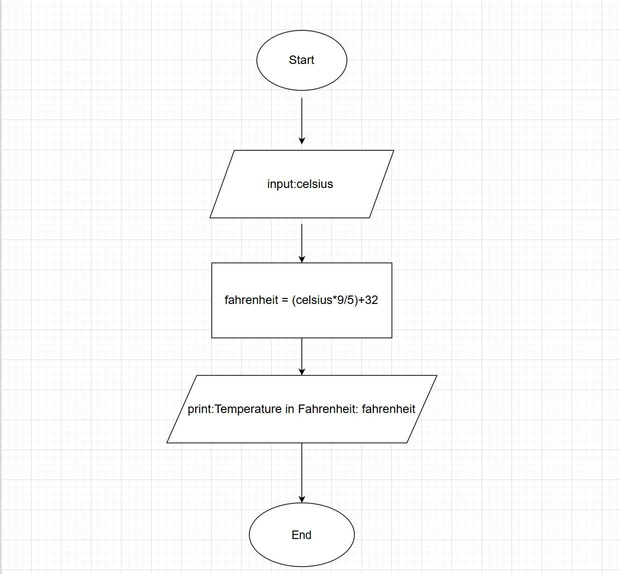 Start
input:celsius
fahrenheit = (celsius*9/5)+32
print:Temperature in Fahrenheit: fahrenheit
End